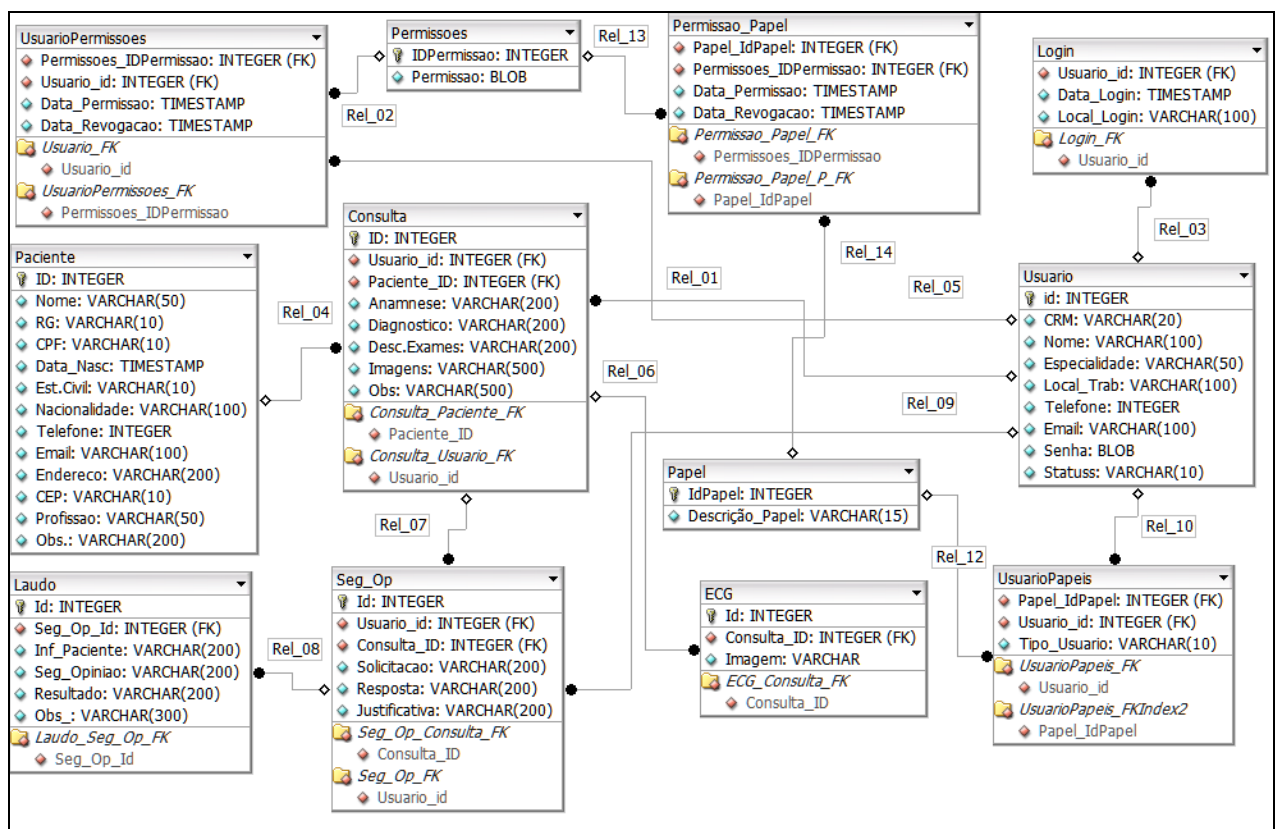 UsuarioPermissoes
Permissoes_IDPermissao: INTEGER (FK)
Usuario_id: INTEGER (FK)
Data_Permissao: TIMESTAMP
Data_Revogacao: TIMESTAMP
Usuario_FK
Usuario_id
UsuarioPermissoes_FK
Permissoes_IDPermissao
Rel_02
Permissoes
IDPermissao: INTEGER
Permissao: BLOB
Rel_13
Permissao_Papel
Papel_IdPapel: INTEGER (FK)
Permissoes_IDPermissao: INTEGER (FK)
Data_Permissao: TIMESTAMP
Data_Revogacao: TIMESTAMP
Permissao_Papel_FK
Permissoes_IDPermissao
Permissao_Papel_P_FK
Papel_IdPapel
Login
Usuario_id: INTEGER (FK)
Data_Login: TIMESTAMP
Local_Login: VARCHAR(100)
Login_FK
Usuario_id
Rel_03
Paciente
ID: INTEGER
Nome: VARCHAR(50)
RG: VARCHAR(10)
CPF: VARCHAR(10)
Data_Nasc: TIMESTAMP
Est.Civil: VARCHAR(10)
Nacionalidade: VARCHAR(100)
Telefone: INTEGER
Email: VARCHAR(100)
Endereco: VARCHAR(200)
CEP: VARCHAR(10)
Profissao: VARCHAR(50)
Obs.: VARCHAR(200)
Rel_04
Consulta
ID: INTEGER
Usuario_id: INTEGER (FK)
Paciente_ID: INTEGER (FK)
Anamnese: VARCHAR(200)
Diagnostico: VARCHAR(200)
Desc.Exames: VARCHAR(200)
Imagens: VARCHAR(500)
Obs: VARCHAR(500)
Consulta_Paciente_FK
Paciente_ID
Consulta_Usuario_FK
Usuario_id
Rel_14
Rel_01
Rel_05
Rel_06
Rel_09
Usuario
id: INTEGER
CRM: VARCHAR(20)
Nome: VARCHAR(100)
Especialidade: VARCHAR(50)
Local_Trab: VARCHAR(100)
Telefone: INTEGER
Email: VARCHAR(100)
Senha: BLOB
Statuss: VARCHAR(10)
Papel
IdPapel: INTEGER
Descrição_Papel: VARCHAR(15)
Rel_07
Rel_10
Rel_12
Laudo
Id: INTEGER
Seg_Op_Id: INTEGER (FK)
Inf_Paciente: VARCHAR(200)
Seg_Opiniao: VARCHAR(200)
Resultado: VARCHAR(200)
Obs_: VARCHAR(300)
Laudo_Seg_Op_FK
Seg_Op_Id
Rel_08
Seg_Op
Id: INTEGER
Usuario_id: INTEGER (FK)
Consulta_ID: INTEGER (FK)
Solicitacao: VARCHAR(200)
Resposta: VARCHAR(200)
Justificativa: VARCHAR(200)
Seg_Op_Consulta_FK
Consulta_ID
Seg_Op_FK
Usuario_id
ECG
Id: INTEGER
Consulta_ID: INTEGER (FK)
Imagem: VARCHAR
ECG_Consulta_FK
Consulta_ID
UsuarioPapeis
Papel_IdPapel: INTEGER (FK)
Usuario_id: INTEGER (FK)
Tipo_Usuario: VARCHAR(10)
UsuarioPapeis_FK
Usuario_id
UsuarioPapeis_FKIndex2
Papel_IdPapel